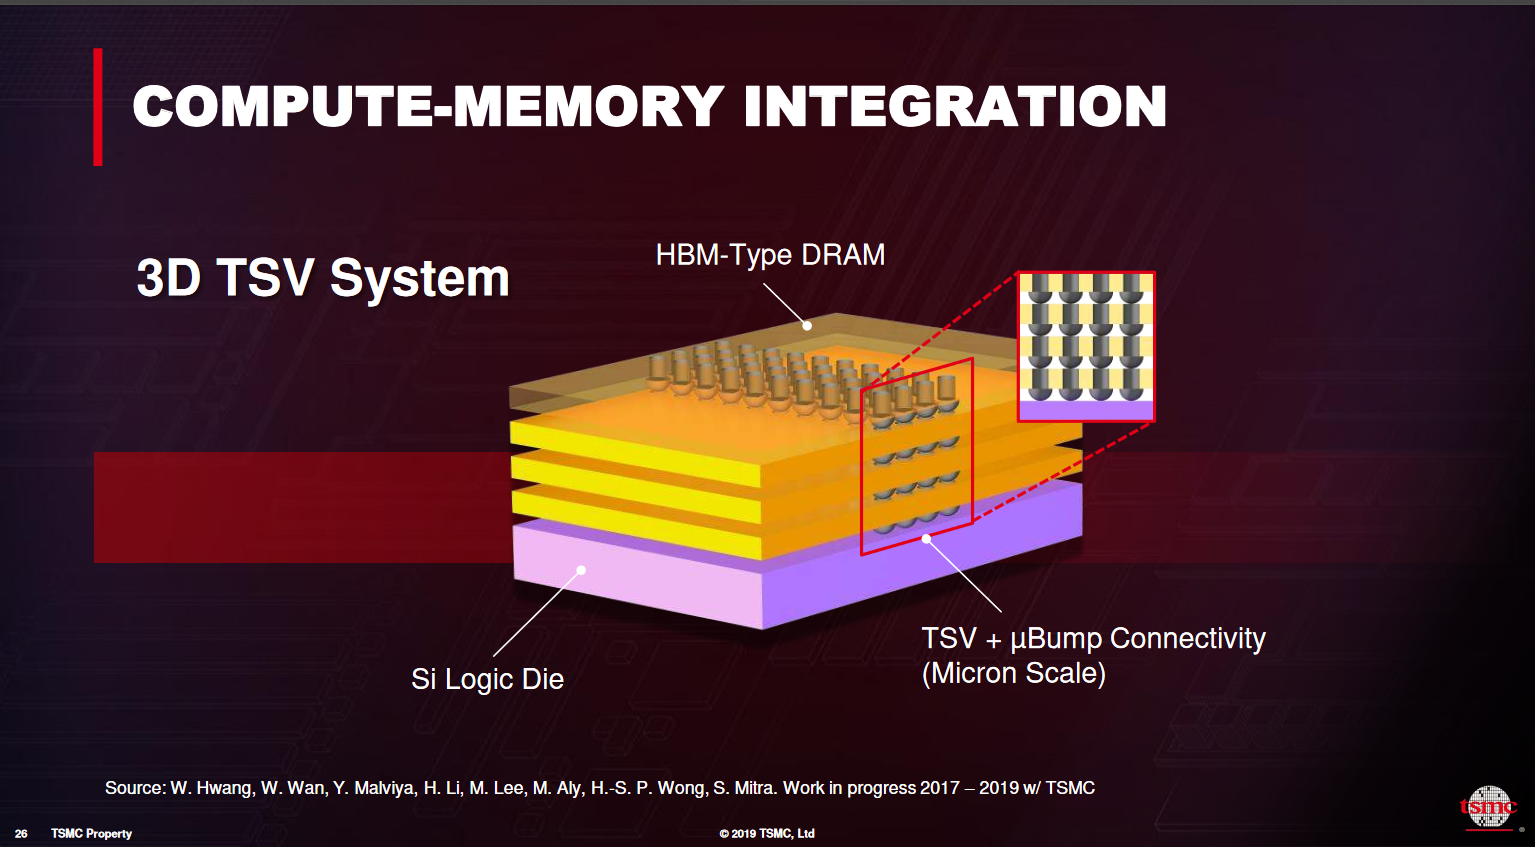 COMPUTE-MEMORY INTEGRATION
3D TSV System
HBM-Type DRAM
TSV + µBump Connectivity
(Micron Scale)
Si Logic Die
Source: W. Hwang, W. Wan, Y. Malviya, H. Li, M. Lee, M. Aly, H.-S. P. Wong, S. Mitra. Work in progress 2017 – 2019 w/ TSMC
26 TSMC Property
© 2019 TSMC, Ltd
tsmc